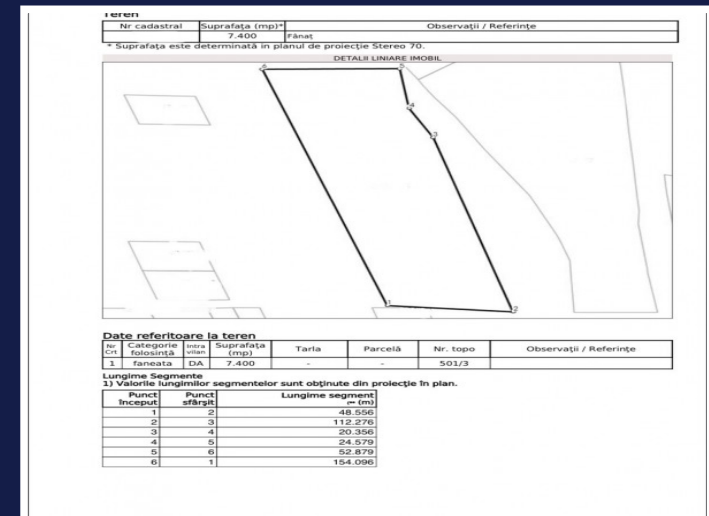 Teren
Nr cadastral Suprafaţa (mp)* Observaţii / Referinţe
7.400 Fânaţ
* Suprafaţa este determinată in planul de proiecţie Stereo 70.
DETALII LINIARE IMOBIL
6 5
4
3
1
2
Date referitoare la teren
Nr Crt Categorie folosinţă Intra vilan Suprafaţa (mp) Tarla Parcelă Nr. topo Observaţii / Referinţe
1 faneata DA 7.400 - - 501/3
Lungime Segmente
1) Valorile lungimilor segmentelor sunt obţinute din proiecţie în plan.
Punct început Punct sfârşit Lungime segment (m)
1 2 48.556
2 3 112.276
3 4 20.356
4 5 24.579
5 6 52.879
6 1 154.096